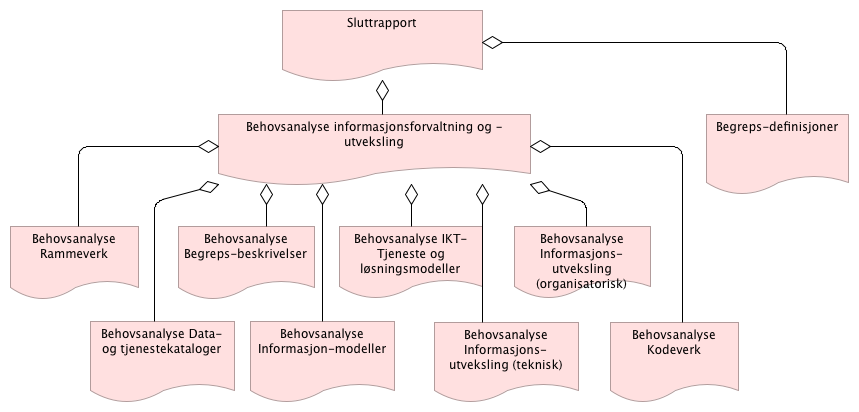 Sluttrapport
Behovsanalyse informasjonsforvaltning og -
utveksling
Begreps-definisjoner
Behovsanalyse
Rammeverk
Behovsanalyse
Begreps-beskrivelser
Behovsanalyse IKT-
Tjeneste og
løsningsmodeller
Behovsanalyse
Informasjons-
utveksling
(organisatorisk)
Behovsanalyse Data-
og tjenestekataloger
Behovsanalyse
Informasjon-modeller
Behovsanalyse
Informasjons-
utveksling (teknisk)
Behovsanalyse
Kodeverk